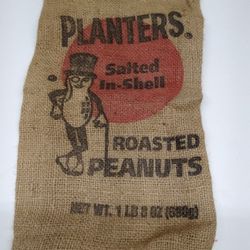 PLANTERS.
Salted
In-Shell
ROASTED
PEANUTS
NET WT. 1 LB 8 OZ (680g)